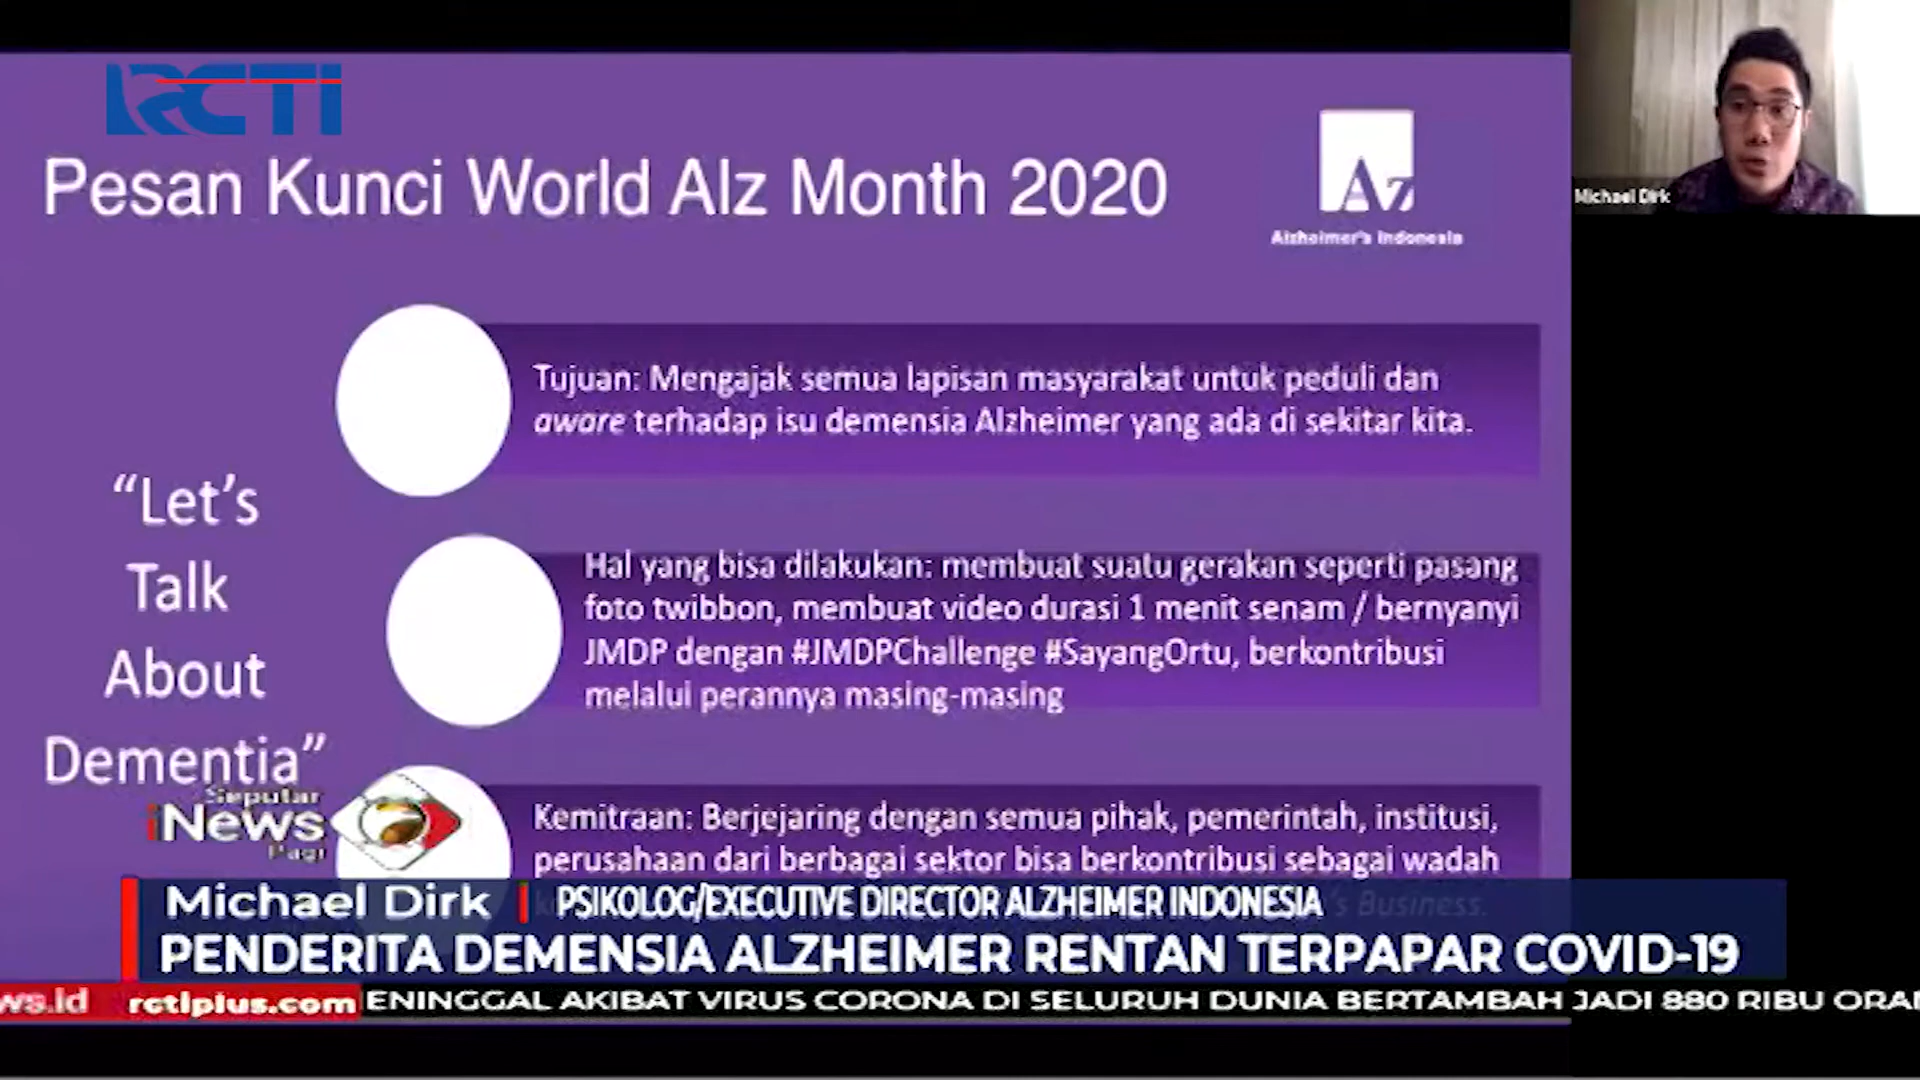 RCTI
Pesan Kunci World Alz Month 2020
Az
Alzheimer's Indonesia
Michael Dirk
Tujuan: Mengajak semua lapisan masyarakat untuk peduli dan
aware terhadap isu demensia Alzheimer yang ada di sekitar kita.
"Let's
Talk
About
Dementia"
Hal yang bisa dilakukan: membuat suatu gerakan seperti pasang
foto twibbon, membuat video durasi 1 menit senam / bernyanyi
JMDP dengan #JMDPChallenge #SayangOrtu, berkontribusi
melalui perannya masing-masing
Kemitraan: Berjejaring dengan semua pihak, pemerintah, institusi,
perusahaan dari berbagai sektor bisa berkontribusi sebagai wadah
's Business.
Seputar
iNews
Pagi
Michael Dirk | PSIKOLOG/EXECUTIVE DIRECTOR ALZHEIMER INDONESIA
PENDERITA DEMENSIA ALZHEIMER RENTAN TERPAPAR COVID-19
ws.id rctiplus.com ENINGGAL AKIBAT VIRUS CORONA DI SELURUH DUNIA BERTAMBAH JADI 880 RIBU ORA